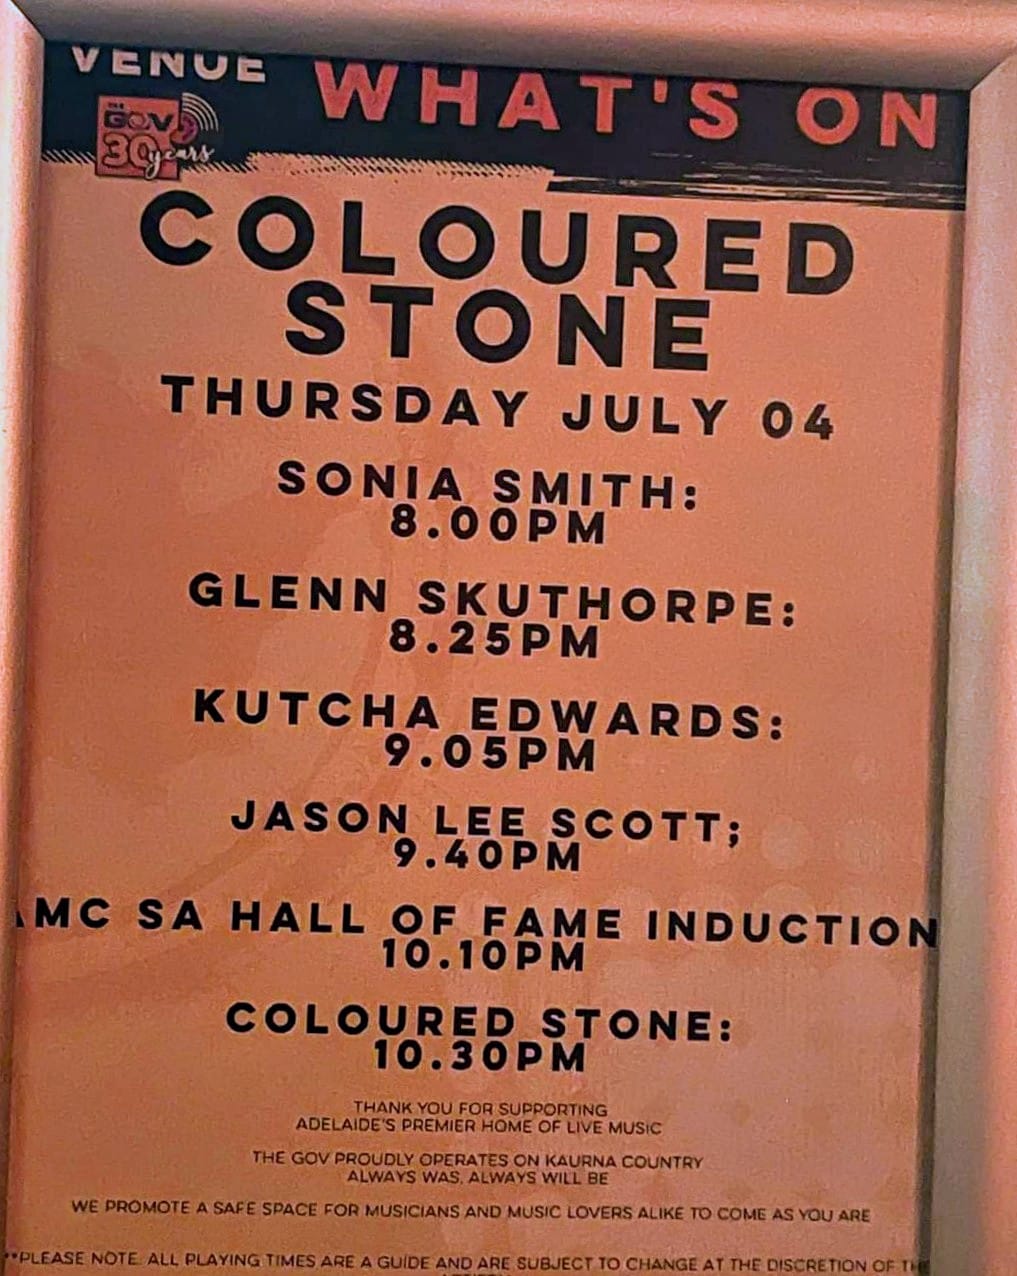 VENUE
WHAT'S ON
THE
GOV
30years
COLOURED
STONE
THURSDAY JULY 04
SONIA SMITH:
8.00PM
GLENN SKUTHORPE:
8.25PM
KUTCHA EDWARDS:
9.05PM
JASON LEE SCOTT;
9.40PM
MC SA HALL OF FAME INDUCTION
10.10PM
COLOURED STONE:
10.30PM
THANK YOU FOR SUPPORTING
ADELAIDE'S PREMIER HOME OF LIVE MUSIC
THE GOV PROUDLY OPERATES ON KAURNA COUNTRY
ALWAYS WAS, ALWAYS WILL BE
WE PROMOTE A SAFE SPACE FOR MUSICIANS AND MUSIC LOVERS ALIKE TO COME AS YOU ARE
**PLEASE NOTE. ALL PLAYING TIMES ARE A GUIDE AND ARE SUBJECT TO CHANGE AT THE DISCRETION OF THE